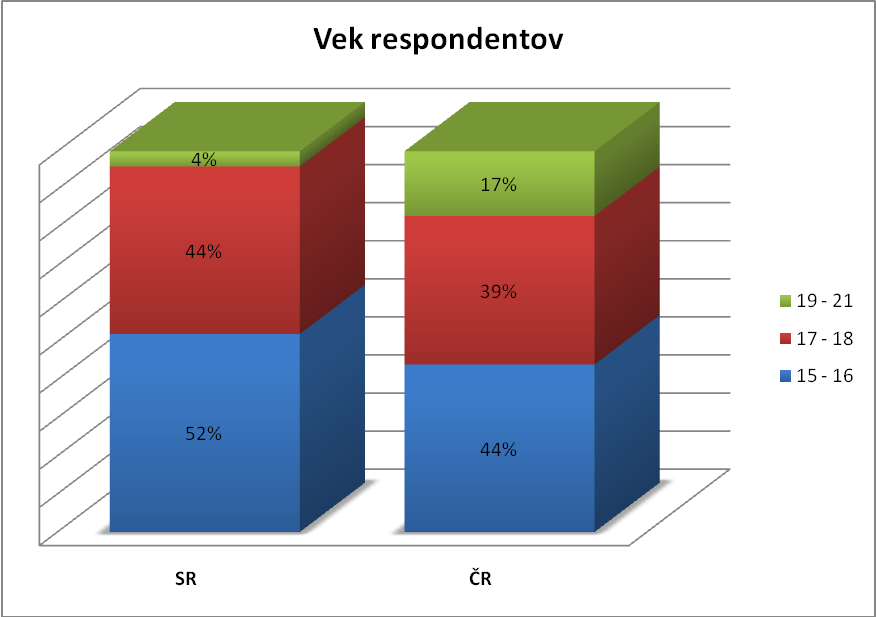 Vek respondentov
4%
17%
44%
39%
52%
44%
19 - 21
17 - 18
15 - 16
SR
ČR